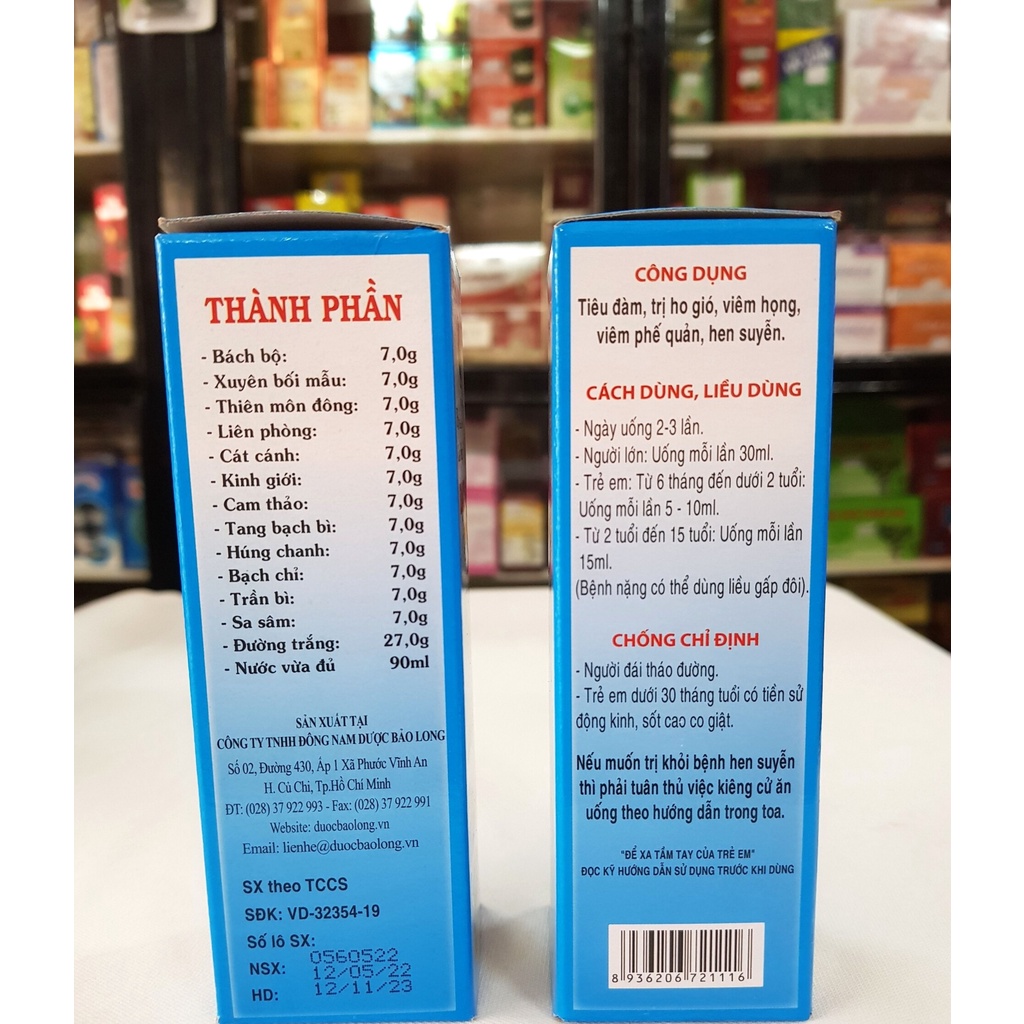 THÀNH PHẦN
- Bách bộ: 7,0g
- Xuyên bối mẫu: 7,0g
- Thiên môn đông: 7,0g
- Liên phòng: 7,0g
- Cát cánh: 7,0g
- Kinh giới: 7,0g
- Cam thảo: 7,0g
- Tang bạch bì: 7,0g
- Húng chanh: 7,0g
- Bạch chỉ: 7,0g
- Trần bì: 7,0g
- Sa sâm: 7,0g
- Đường trắng: 27,0g
- Nước vừa đủ 90ml
SẢN XUẤT TẠI
CÔNG TY TNHH ĐÔNG NAM DƯỢC BẢO LONG
Số 02, Đường 430, Ấp 1 Xã Phước Vĩnh An
H. Củ Chi, Tp.Hồ Chí Minh
ĐT: (028) 37 922 993 - Fax: (028) 37 922 991
Website: duocbaolong.vn
Email: lienhe@duocbaolong.vn
SX theo TCCS
SĐK: VD-32354-19
Số lô SX: 0560522
NSX: 12/05/22
HD: 12/11/23
CÔNG DỤNG
Tiêu đàm, trị ho gió, viêm họng,
viêm phế quản, hen suyễn.
CÁCH DÙNG, LIỀU DÙNG
- Ngày uống 2-3 lần.
- Người lớn: Uống mỗi lần 30ml.
- Trẻ em: Từ 6 tháng đến dưới 2 tuổi:
Uống mỗi lần 5 - 10ml.
- Từ 2 tuổi đến 15 tuổi: Uống mỗi lần
15ml.
(Bệnh nặng có thể dùng liều gấp đôi).
CHỐNG CHỈ ĐỊNH
- Người đái tháo đường.
- Trẻ em dưới 30 tháng tuổi có tiền sử
động kinh, sốt cao co giật.
Nếu muốn trị khỏi bệnh hen suyễn
thì phải tuân thủ việc kiêng cử ăn
uống theo hướng dẫn trong toa.
"ĐỂ XA TẦM TAY CỦA TRẺ EM"
ĐỌC KỸ HƯỚNG DẪN SỬ DỤNG TRƯỚC KHI DÙNG
8 936206 721116